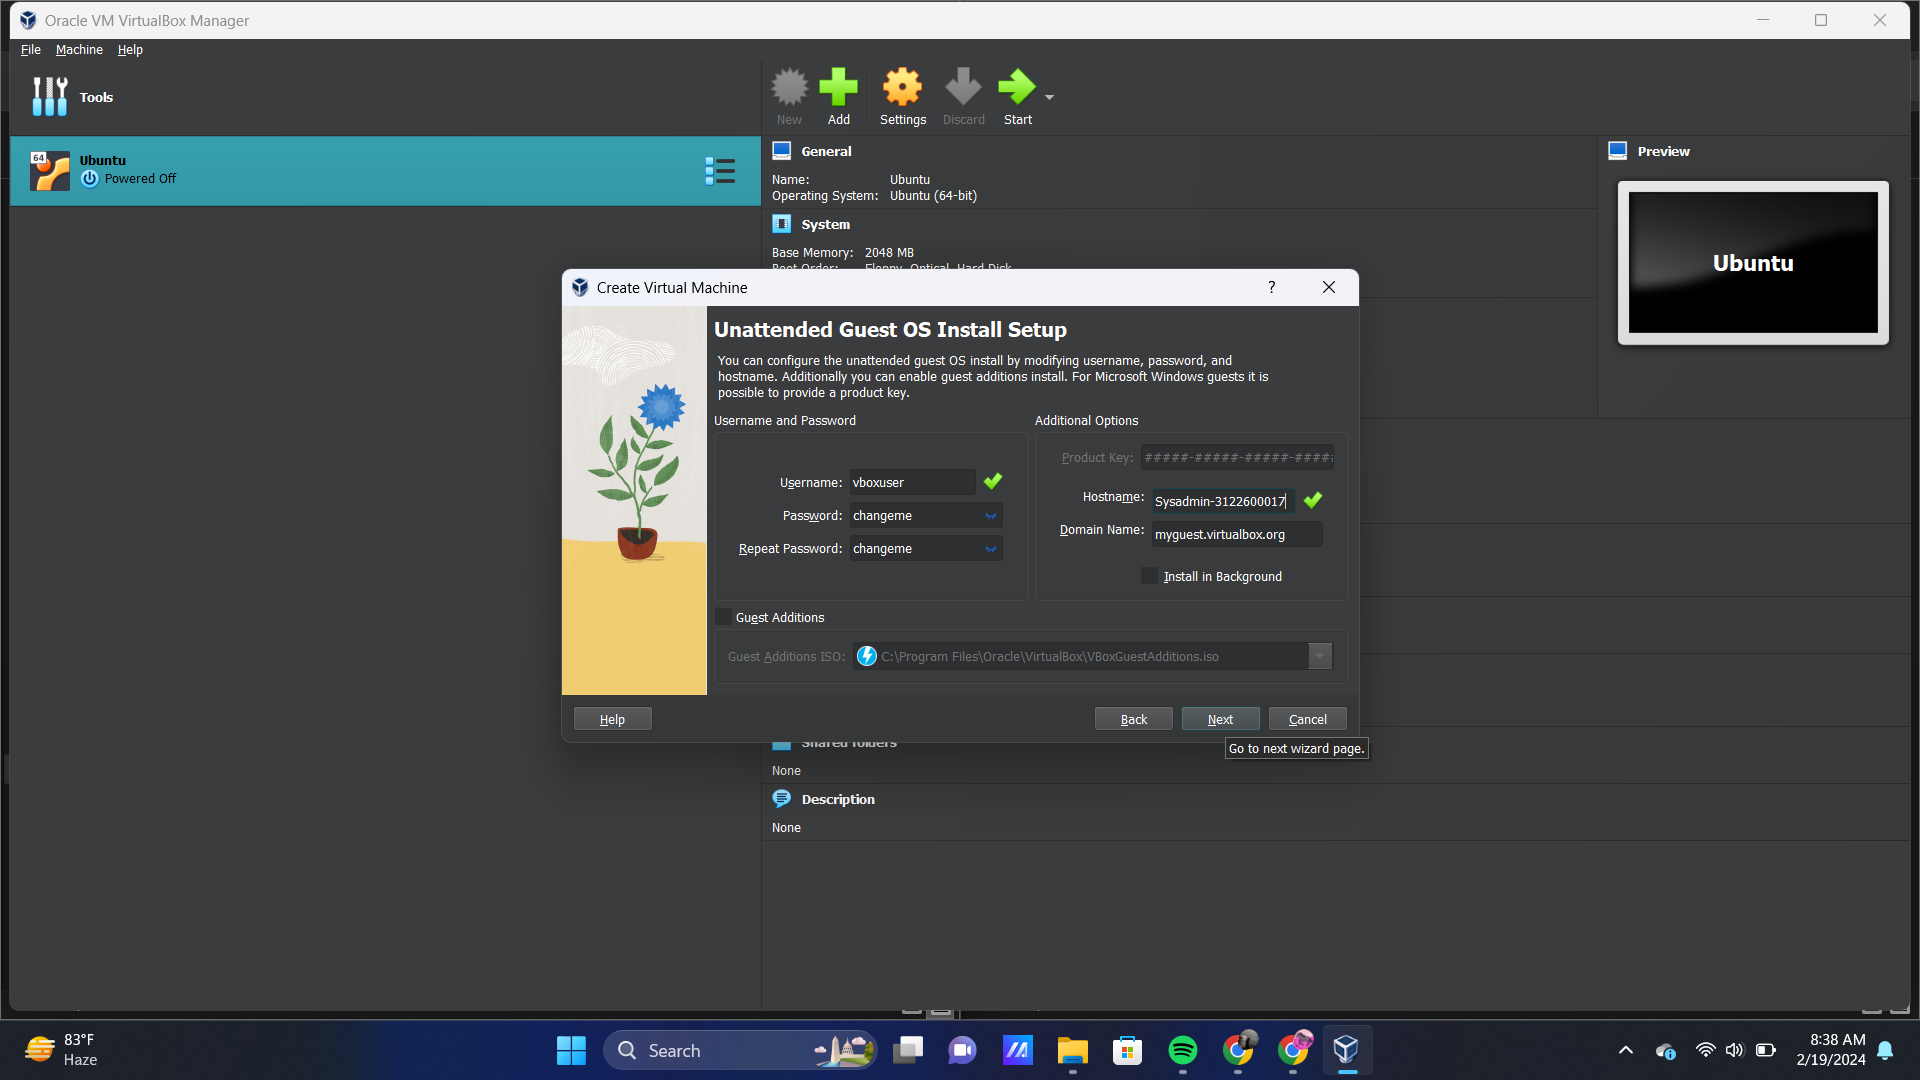 Oracle VM VirtualBox Manager
File Machine Help
Tools
New
Add
Settings
Discard
Start
64
Ubuntu
Powered Off
General
Name: Ubuntu
Operating System: Ubuntu (64-bit)
System
Base Memory: 2048 MB
Boot Order: Floppy, Optical, Hard Disk
Preview
Ubuntu
Create Virtual Machine
?
Unattended Guest OS Install Setup
You can configure the unattended guest OS install by modifying username, password, and
hostname. Additionally you can enable guest additions install. For Microsoft Windows guests it is
possible to provide a product key.
Username and Password
Username: vboxuser
Password: changeme
Repeat Password: changeme
Additional Options
Product Key: #####-#####-#####-####
Hostname: Sysadmin-3122600017
Domain Name: myguest.virtualbox.org
Install in Background
Guest Additions
Guest Additions ISO: C:\Program Files\Oracle\VirtualBox\VBoxGuestAdditions.iso
Help
Back
Next
Cancel
Go to next wizard page.
Shared folders
None
Description
None
83°F
Haze
Search
8:38 AM
2/19/2024